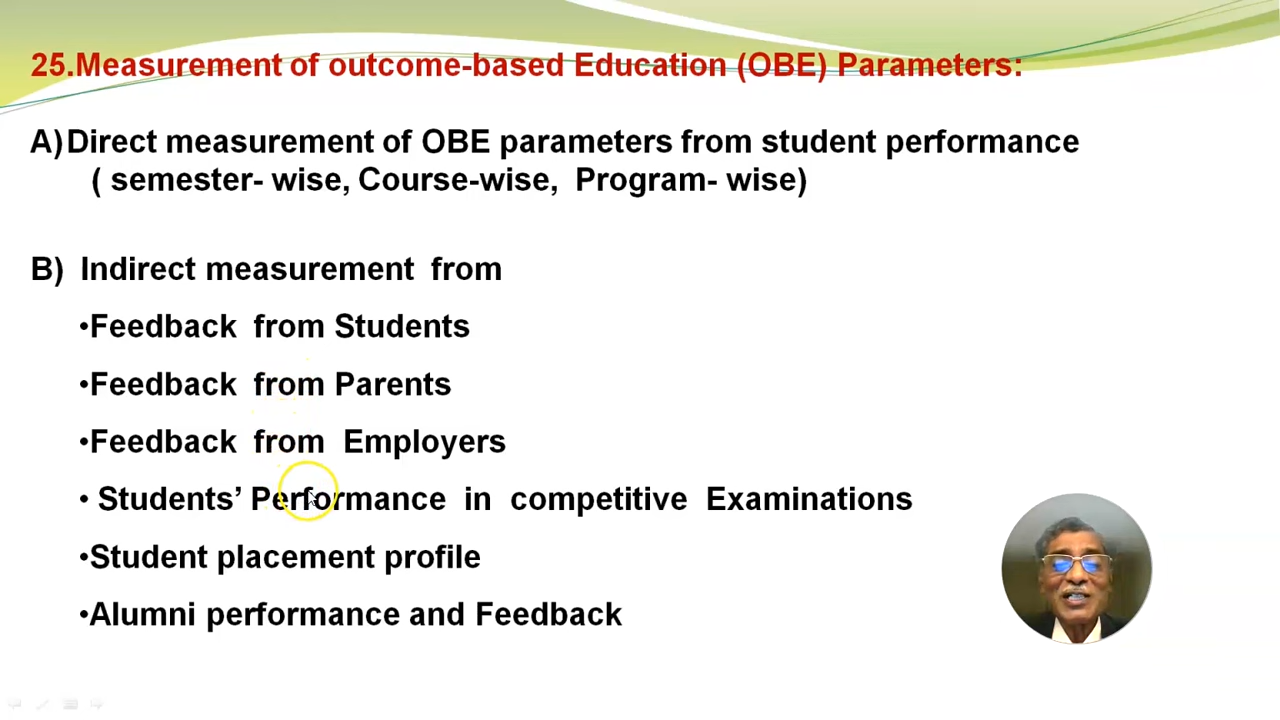 25.Measurement of outcome-based Education (OBE) Parameters:
A)Direct measurement of OBE parameters from student performance
( semester- wise, Course-wise, Program- wise)
B) Indirect measurement from
•Feedback from Students
•Feedback from Parents
•Feedback from Employers
• Students’ Performance in competitive Examinations
•Student placement profile
•Alumni performance and Feedback